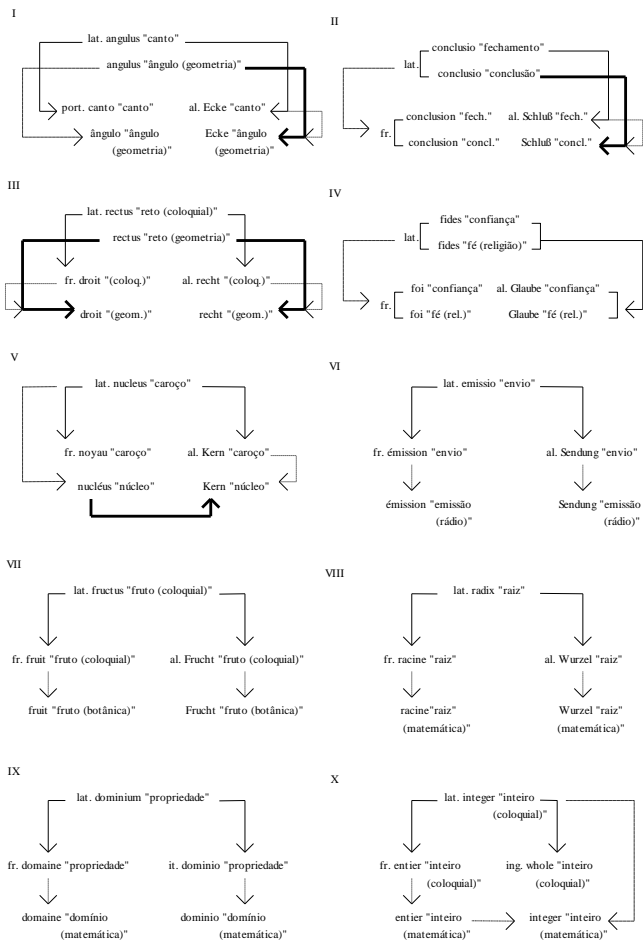 I
lat. angulus "canto"
angulus "ângulo (geometria)"
port. canto "canto"
al. Ecke "canto"
ângulo "ângulo
(geometria)
Ecke "ângulo
(geometria)"
II
lat.
conclusio "fechamento"
conclusio "conclusão"
fr.
conclusion "fech."
al. Schluß "fech."
conclusion "concl."
Schluß "concl."
III
lat. rectus "reto (coloquial)"
rectus "reto (geometria)"
fr. droit "(coloq.)"
al. recht "(coloq.)
droit "(geom.)"
recht "(geom.)"
IV
lat.
fides "confiança"
fides "fé (religião)"
fr.
foi "confiança"
al. Glaube "confiança"
foi "fé (rel.)"
Glaube "fé (rel.)"
V
lat. nucleus "caroço"
fr. noyau "caroço"
al. Kern "caroço"
nucléus "núcleo"
Kern "núcleo"
VI
lat. emissio "envio"
fr. émission "envio"
al. Sendung "envio"
émission "emissão
(rádio)"
Sendung "emissão
(rádio)"
VII
lat. fructus "fruto (coloquial)"
fr. fruit "fruto (coloquial)"
al. Frucht "fruto (coloquial)"
fruit "fruto (botânica)"
Frucht "fruto (botânica)"
VIII
lat. radix "raiz"
fr. racine "raiz"
al. Wurzel "raiz"
racine"raiz"
(matemática)
Wurzel "raiz"
(matemática)
IX
lat. dominium "propriedade"
fr. domaine "propriedade"
it. dominio "propriedade"
domaine "domínio
(matemática)"
dominio "domínio
(matemática)"
X
lat. integer "inteiro
(coloquial)"
fr. entier "inteiro
(coloquial)"
ing. whole "inteiro
(coloquial)"
entier "inteiro
(matemática)"
integer "inteiro
(matemática)"